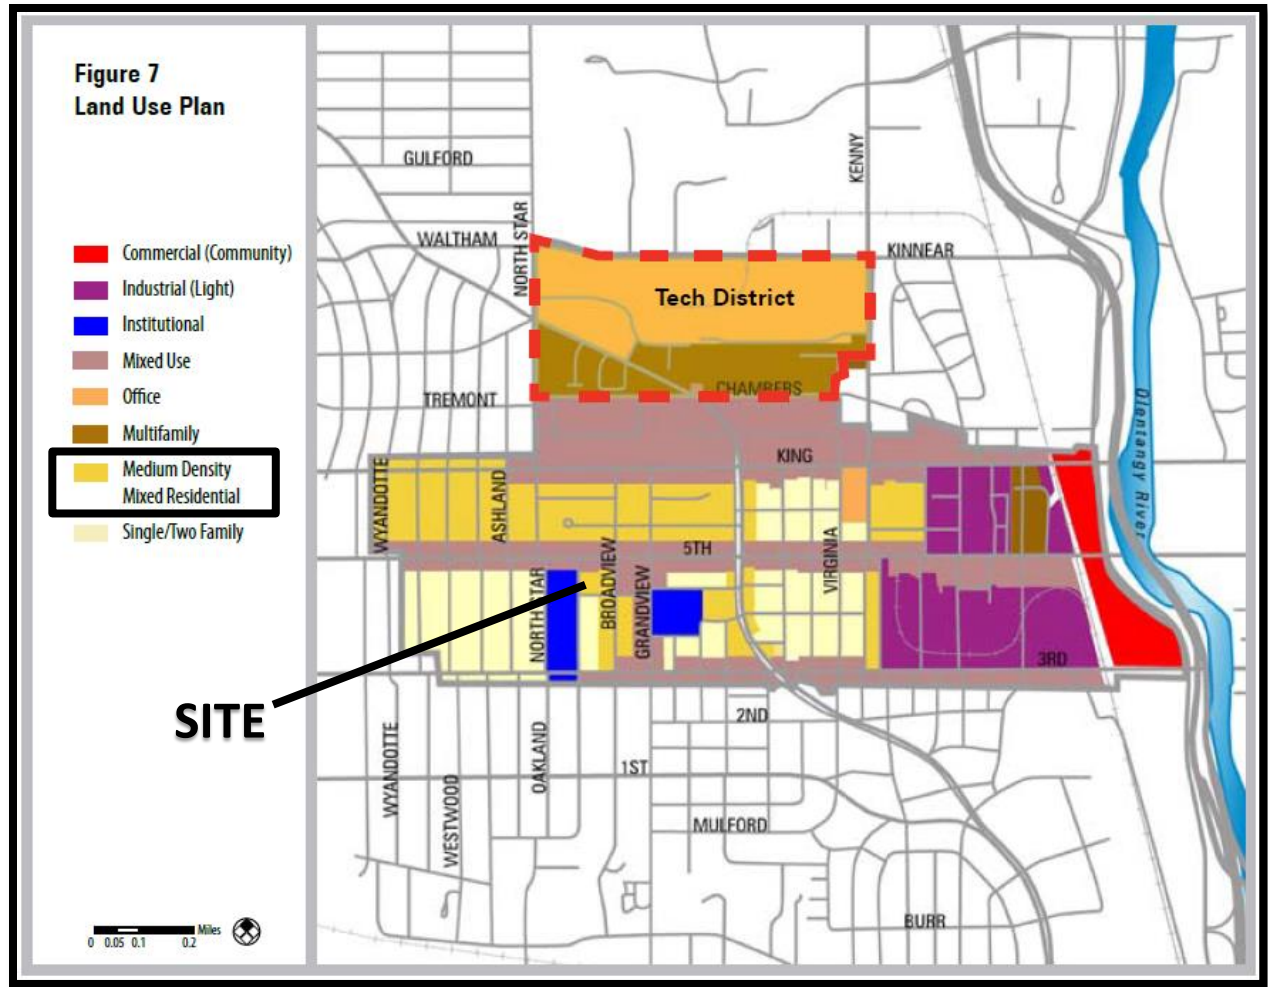 Figure 7
Land Use Plan
Commercial (Community)
Industrial (Light)
Institutional
Mixed Use
Office
Multifamily
Medium Density
Mixed Residential
Single/Two Family
0 0.05 0.1 0.2 Miles
SITE
GULFORD
KENNY
WALTHAM
NORTH STAR
KINNEAR
Tech District
TREMONT
CHAMBERS
Olentangy River
KING
WYANDOTTE
ASHLAND
VIRGINIA
5TH
NORTH STAR
BROADVIEW
GRANDVIEW
3RD
2ND
WYANDOTTE
OAKLAND
1ST
WESTWOOD
MULFORD
BURR